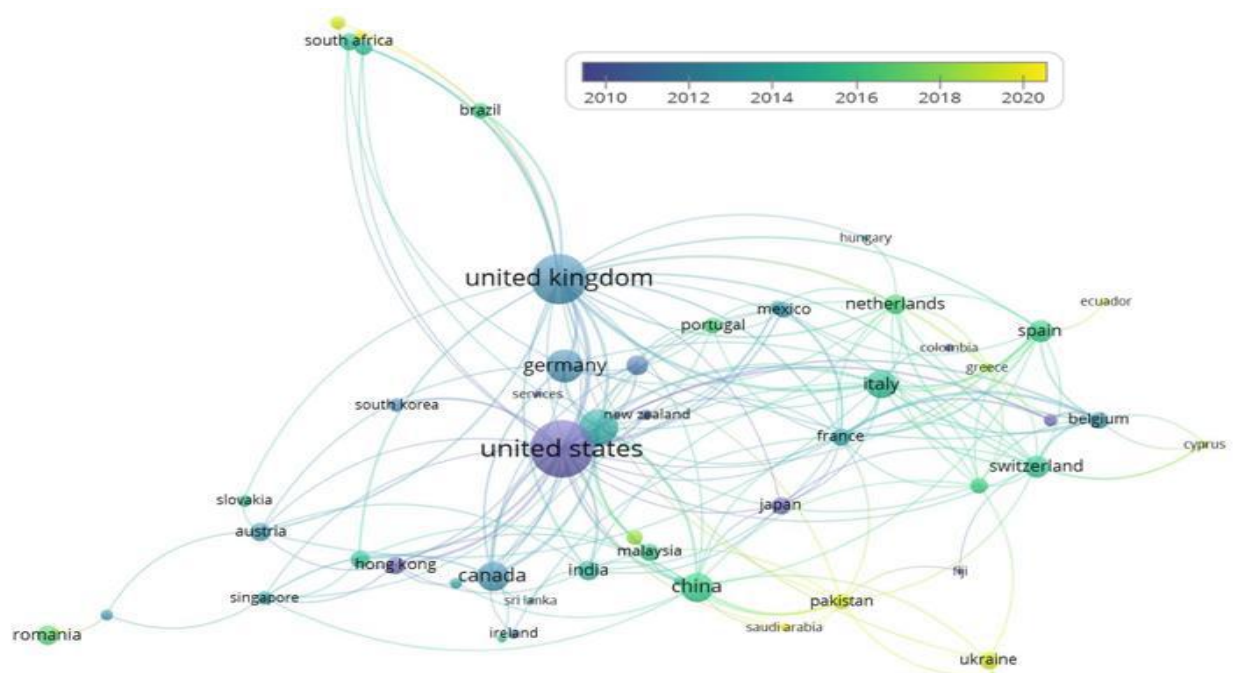 south africa
2010 2012 2014 2016 2018 2020
brazil
hungary
united kingdom
ecuador
netherlands
mexico
portugal
spain
colombia
germany
greece
italy
services
south korea
new zealand
belgium
france
cyprus
united states
switzerland
slovakia
japan
austria
malaysia
hong kong
canada
india
fiji
china
singapore
sri lanka
pakistan
saudi arabia
ireland
romania
ukraine